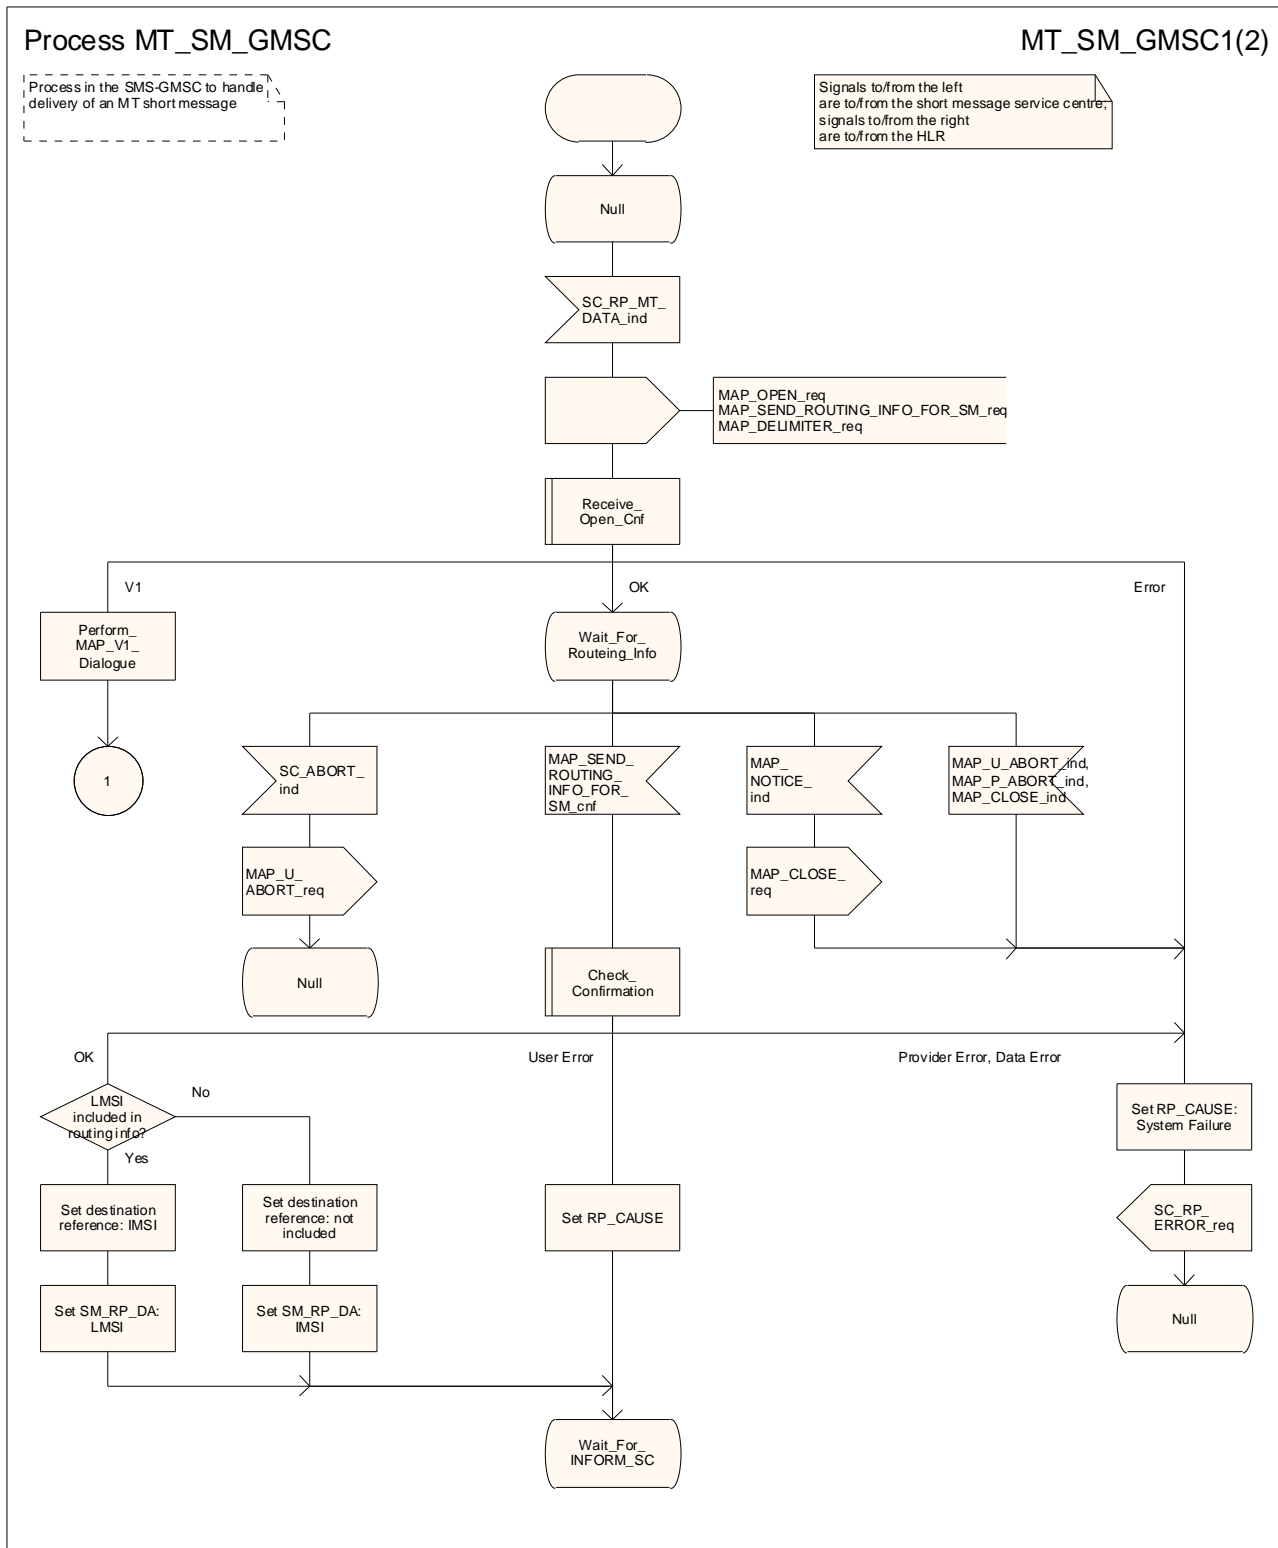 Process MT_SM_GMSC
MT_SM_GMSC1(2)
Process in the SMS-GMSC to handle
delivery of an MT short message
Signals to/from the left
are to/from the short message service centre;
signals to/from the right
are to/from the HLR
Null
SC_RP_MT_
DATA_ind
MAP_OPEN_req
MAP_SEND_ROUTING_INFO_FOR_SM_req
MAP_DELIMITER_req
Receive_
Open_Cnf
V1
OK
Error
Perform_
MAP_V1_
Dialogue
Wait_For_
Routeing_Info
1
SC_ABORT_
ind
MAP_SEND_
ROUTING_
INFO_FOR_
SM_cnf
MAP_
NOTICE_
ind
MAP_U_ABORT_ind,
MAP_P_ABORT_ind,
MAP_CLOSE_ind
MAP_U_
ABORT_req
MAP_CLOSE_
req
Null
Check_
Confirmation
OK
User Error
Provider Error, Data Error
LMSI
included in
routing info?
No
Yes
Set RP_CAUSE:
System Failure
Set destination
reference: IMSI
Set destination
reference: not
included
Set RP_CAUSE
SC_RP_
ERROR_req
Set SM_RP_DA:
LMSI
Set SM_RP_DA:
IMSI
Null
Wait_For_
INFORM_SC